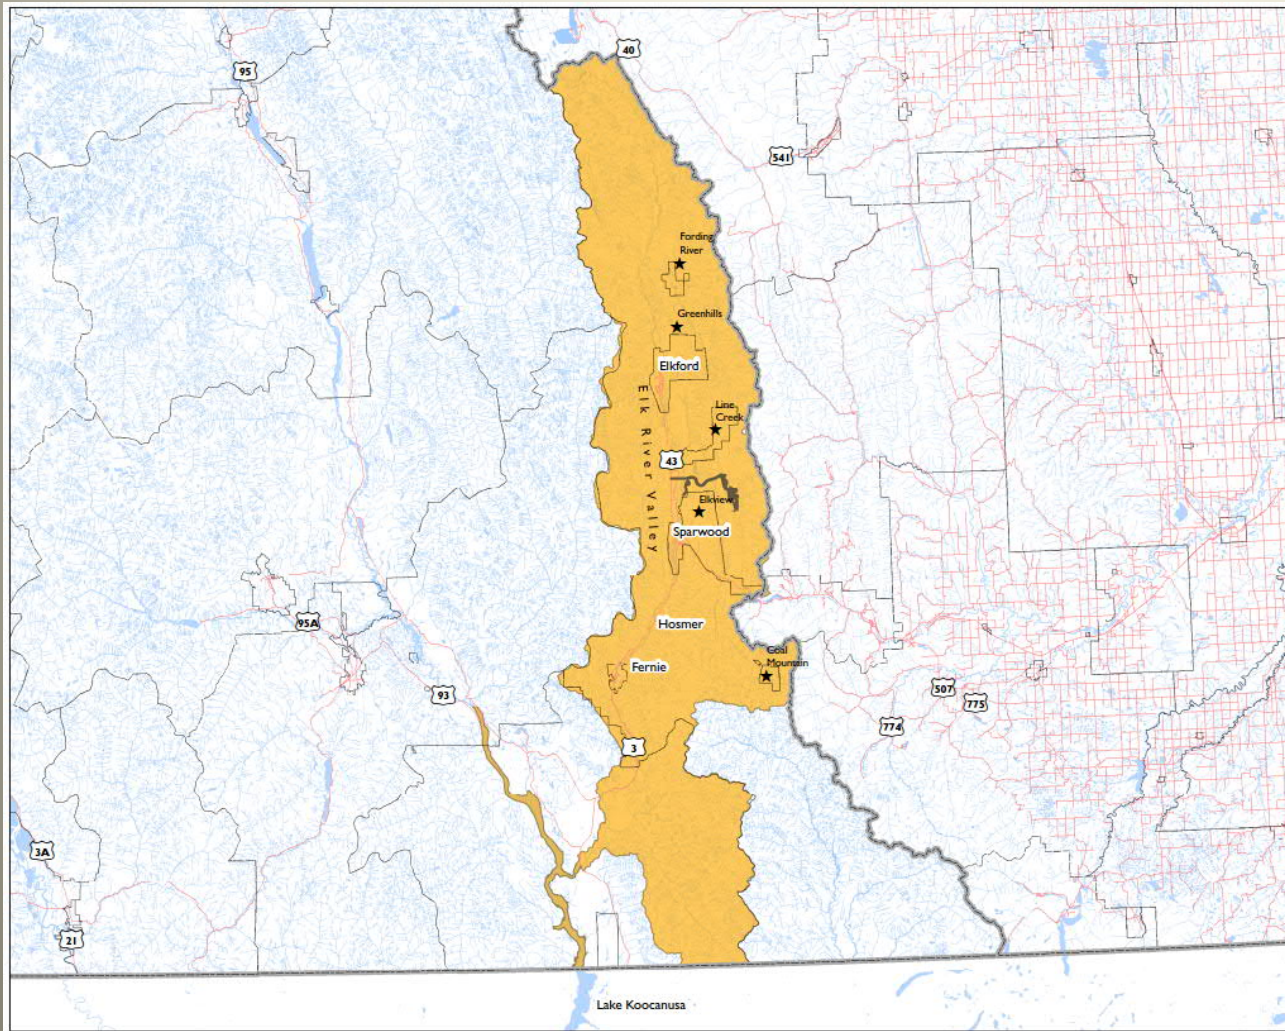 40
95
541
Fording
River
Greenhills
Elkford
Line
Creek
Elk River Valley
43
Elkview
Sparwood
95A
Hosmer
Coal
Mountain
Fernie
93
507
775
774
3
3A
21
Lake Koocanusa